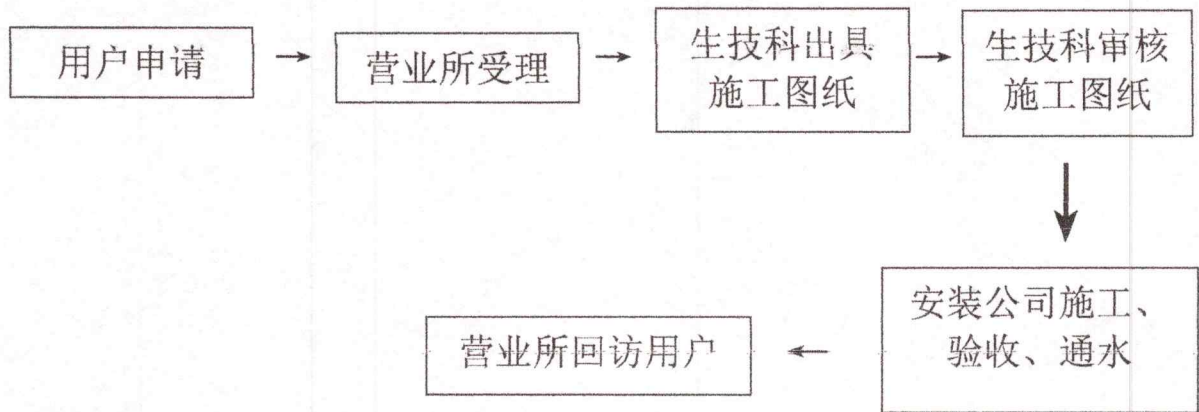 用户申请
营业所受理
生技科出具
施工图纸
生技科审核
施工图纸
安装公司施工、
验收、通水
营业所回访用户